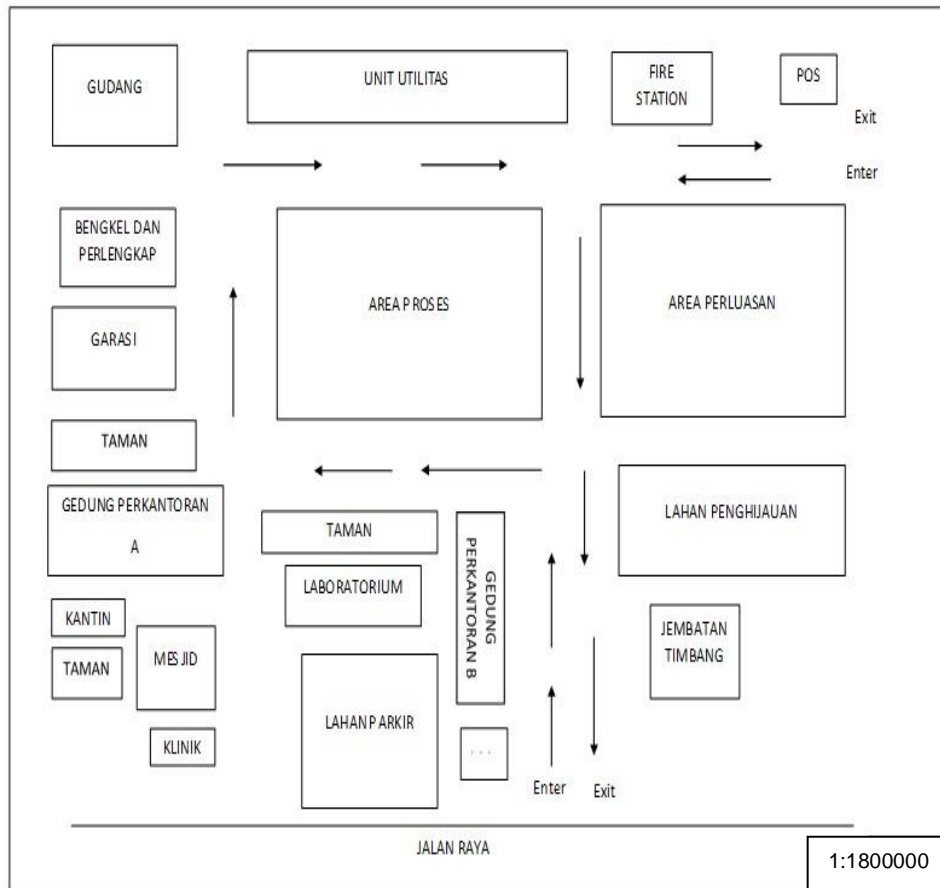 GUDANG
UNIT UTILITAS
FIRE
STATION
POS
Exit
Enter
BENGKEL DAN
PERLENGKAP
AREA PROSES
AREA PERLUASAN
GARASI
TAMAN
GEDUNG PERKANTORAN
A
TAMAN
GEDUNG
PERKANTORAN B
LAHAN PENGHIJAUAN
LABORATORIUM
KANTIN
TAMAN
MESJID
JEMBATAN
TIMBANG
LAHAN PARKIR
KLINIK
...
Enter
Exit
JALAN RAYA
1:1800000